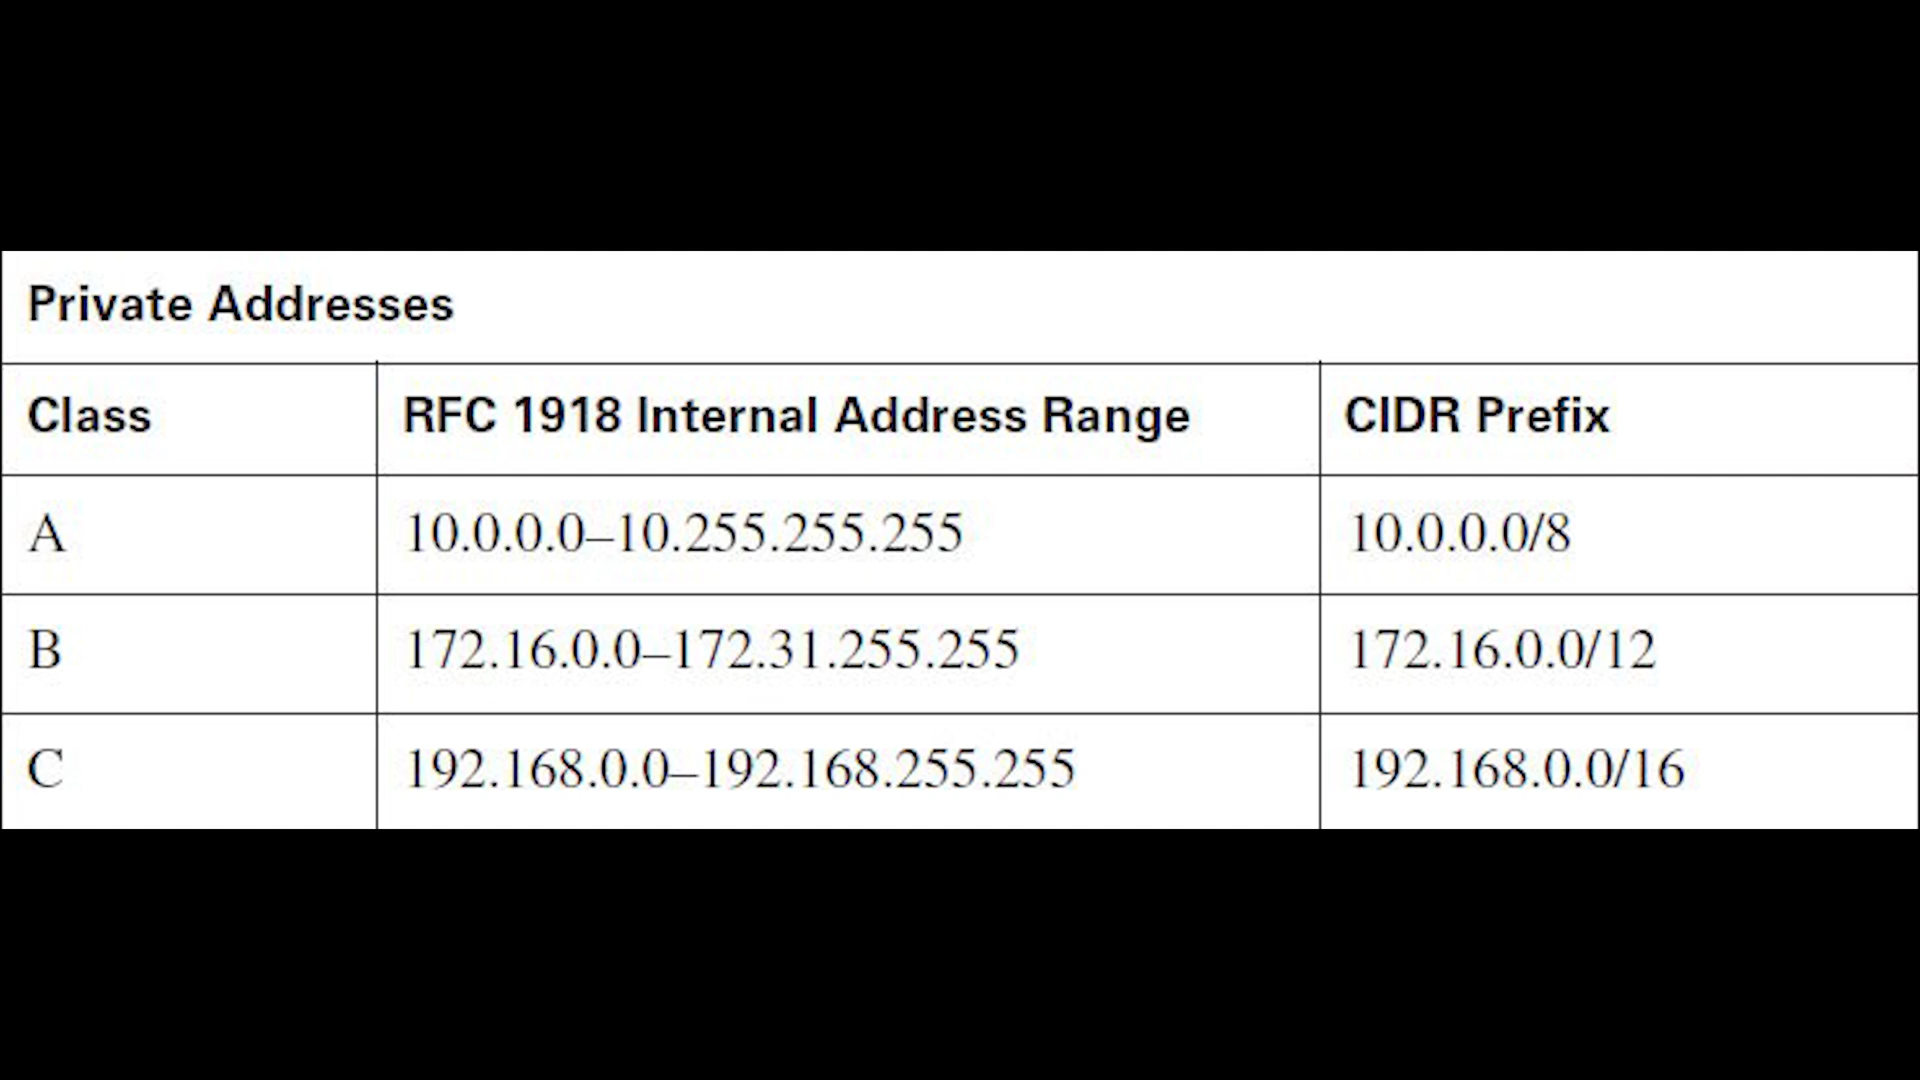 Private Addresses
Class RFC 1918 Internal Address Range CIDR Prefix
A 10.0.0.0–10.255.255.255 10.0.0.0/8
B 172.16.0.0–172.31.255.255 172.16.0.0/12
C 192.168.0.0–192.168.255.255 192.168.0.0/16